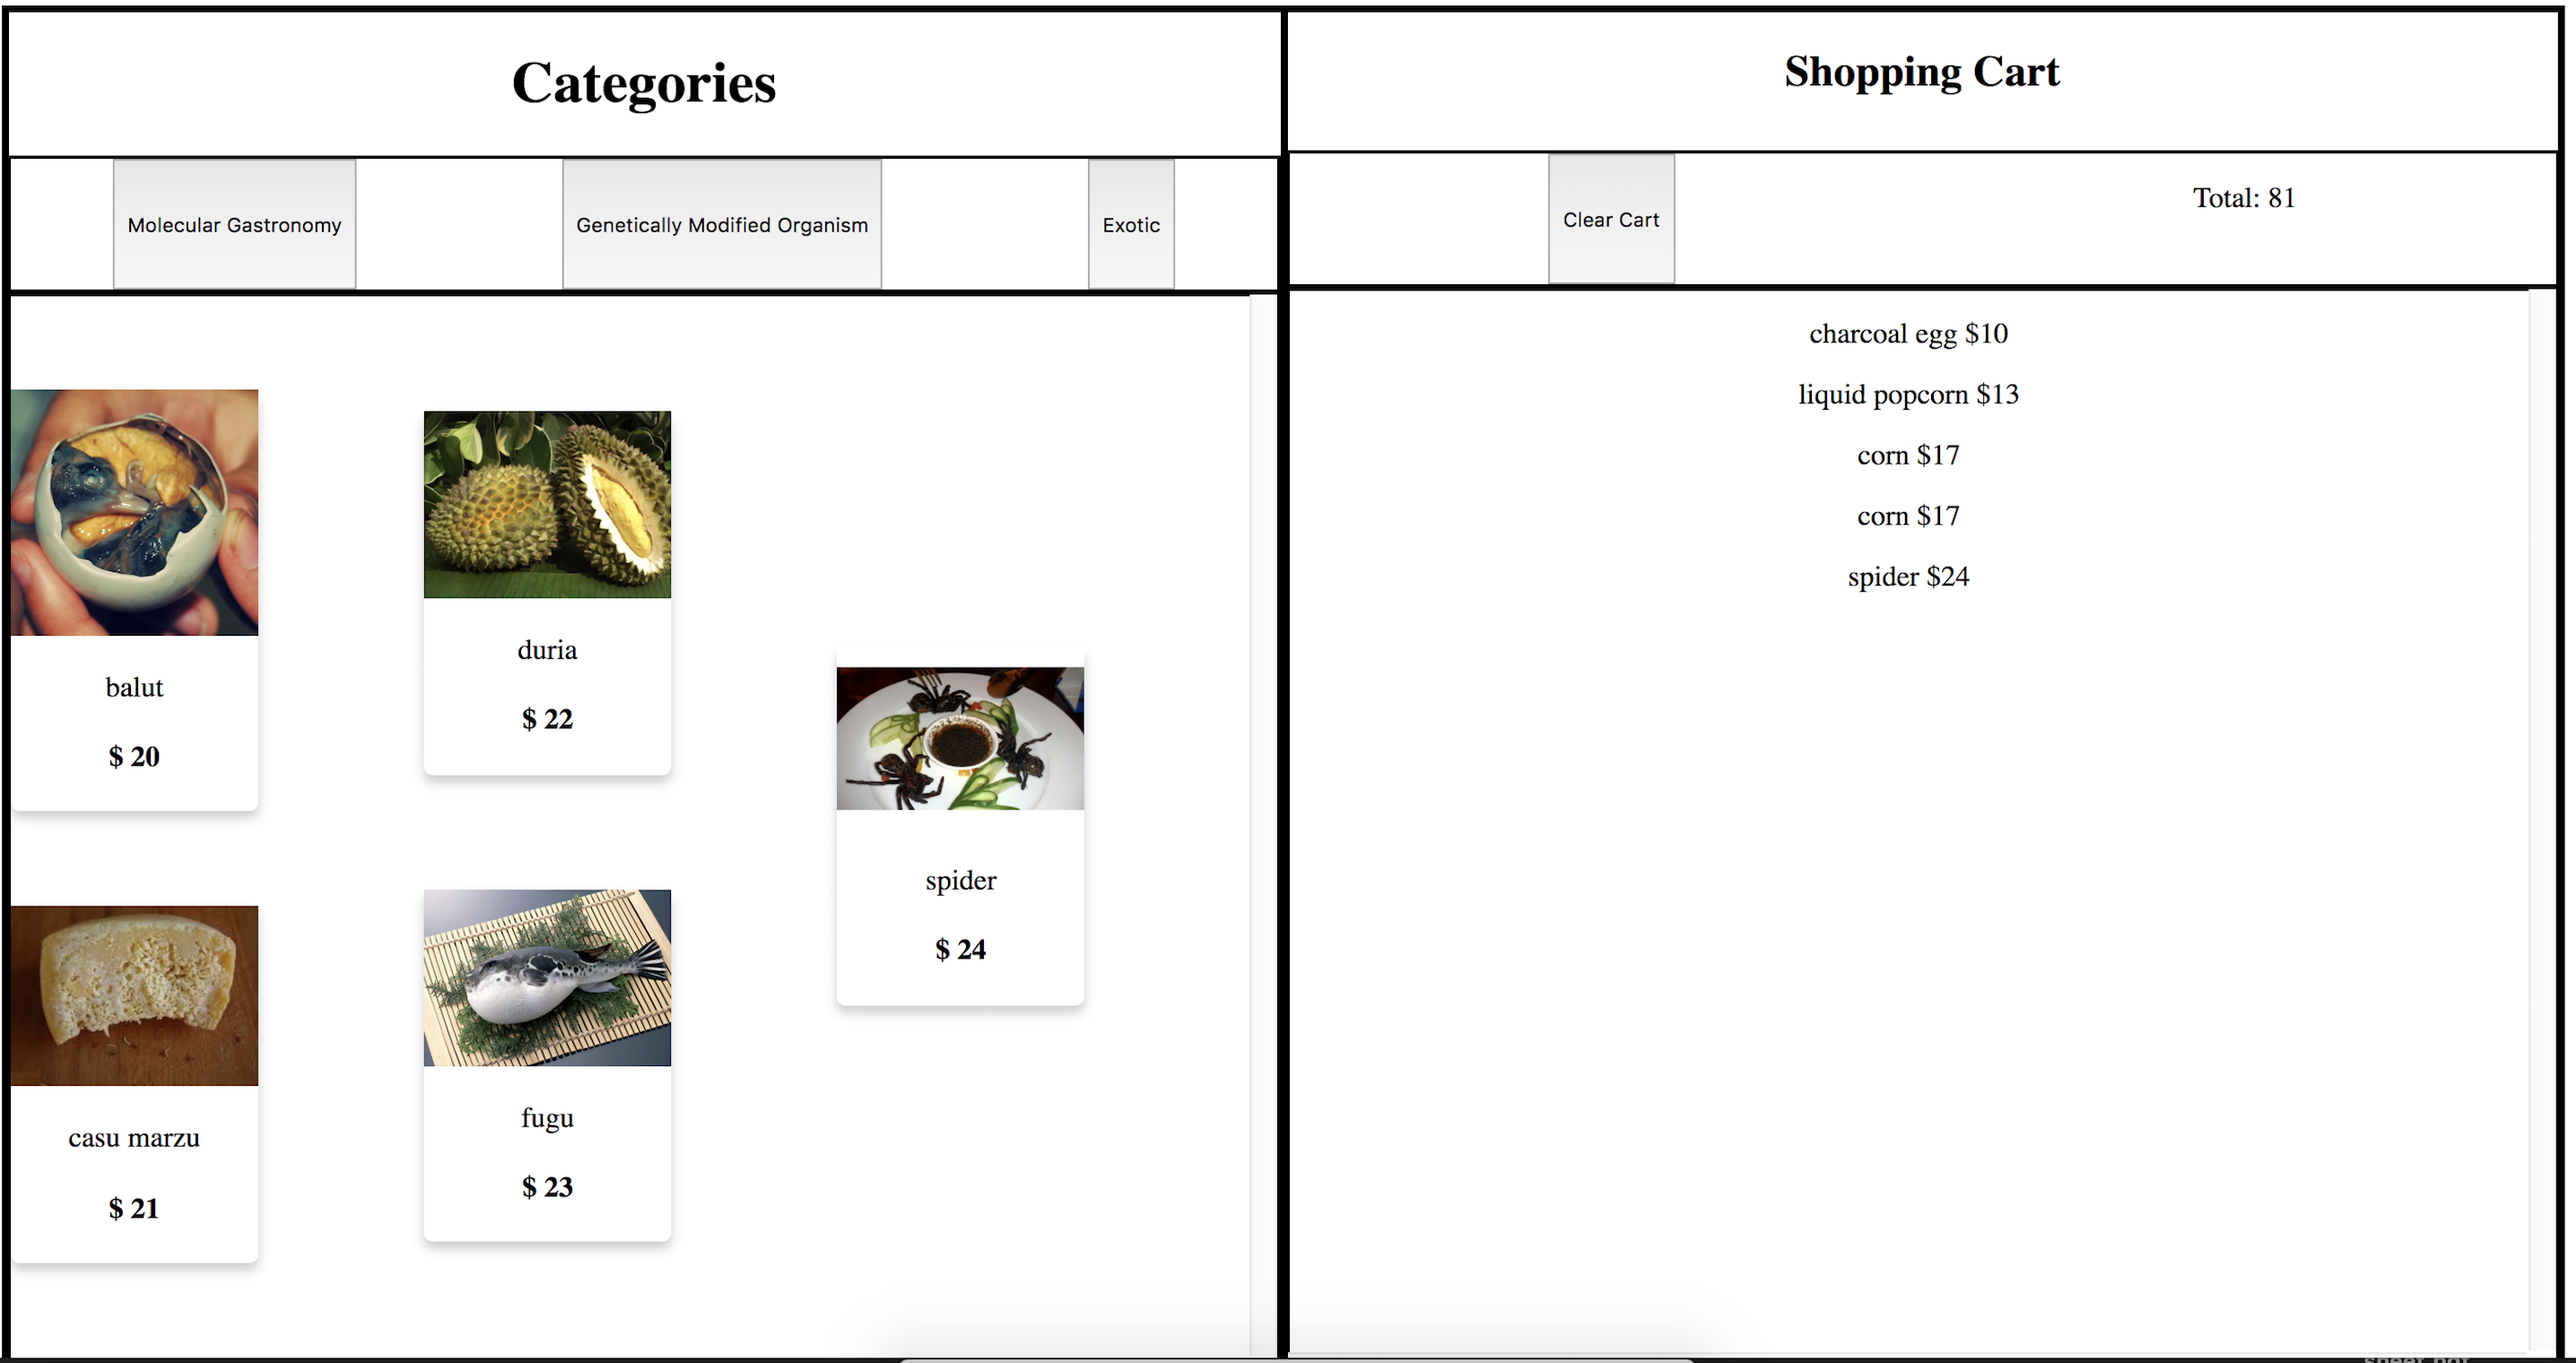 Categories
Molecular Gastronomy
Genetically Modified Organism
Exotic
balut
$ 20
duria
$ 22
spider
$ 24
casu marzu
$ 21
fugu
$ 23
Shopping Cart
Clear Cart
Total: 81
charcoal egg $10
liquid popcorn $13
corn $17
corn $17
spider $24